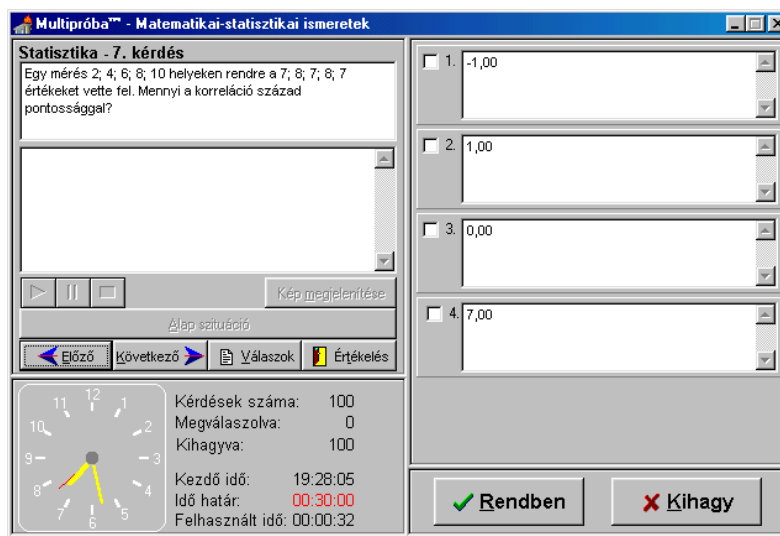 Multipróba™ - Matematikai-statisztikai ismeretek
Statisztika - 7. kérdés
Egy mérés 2; 4; 6; 8; 10 helyeken rendre a 7; 8; 7; 8; 7
értékeket vette fel. Mennyi a korreláció század
pontossággal?
Kép megjelenítése
Alap szituáció
Előző
Következő
Válaszok
Értékelés
12
11
1
10
2
9
3
8
4
7
6
5
Kérdések száma: 100
Megválaszolva: 0
Kihagyva: 100
Kezdő idő: 19:28:05
Idő határ: 00:30:00
Felhasznált idő: 00:00:32
1. -1,00
2. 1,00
3. 0,00
4. 7,00
Rendben
Kihagy